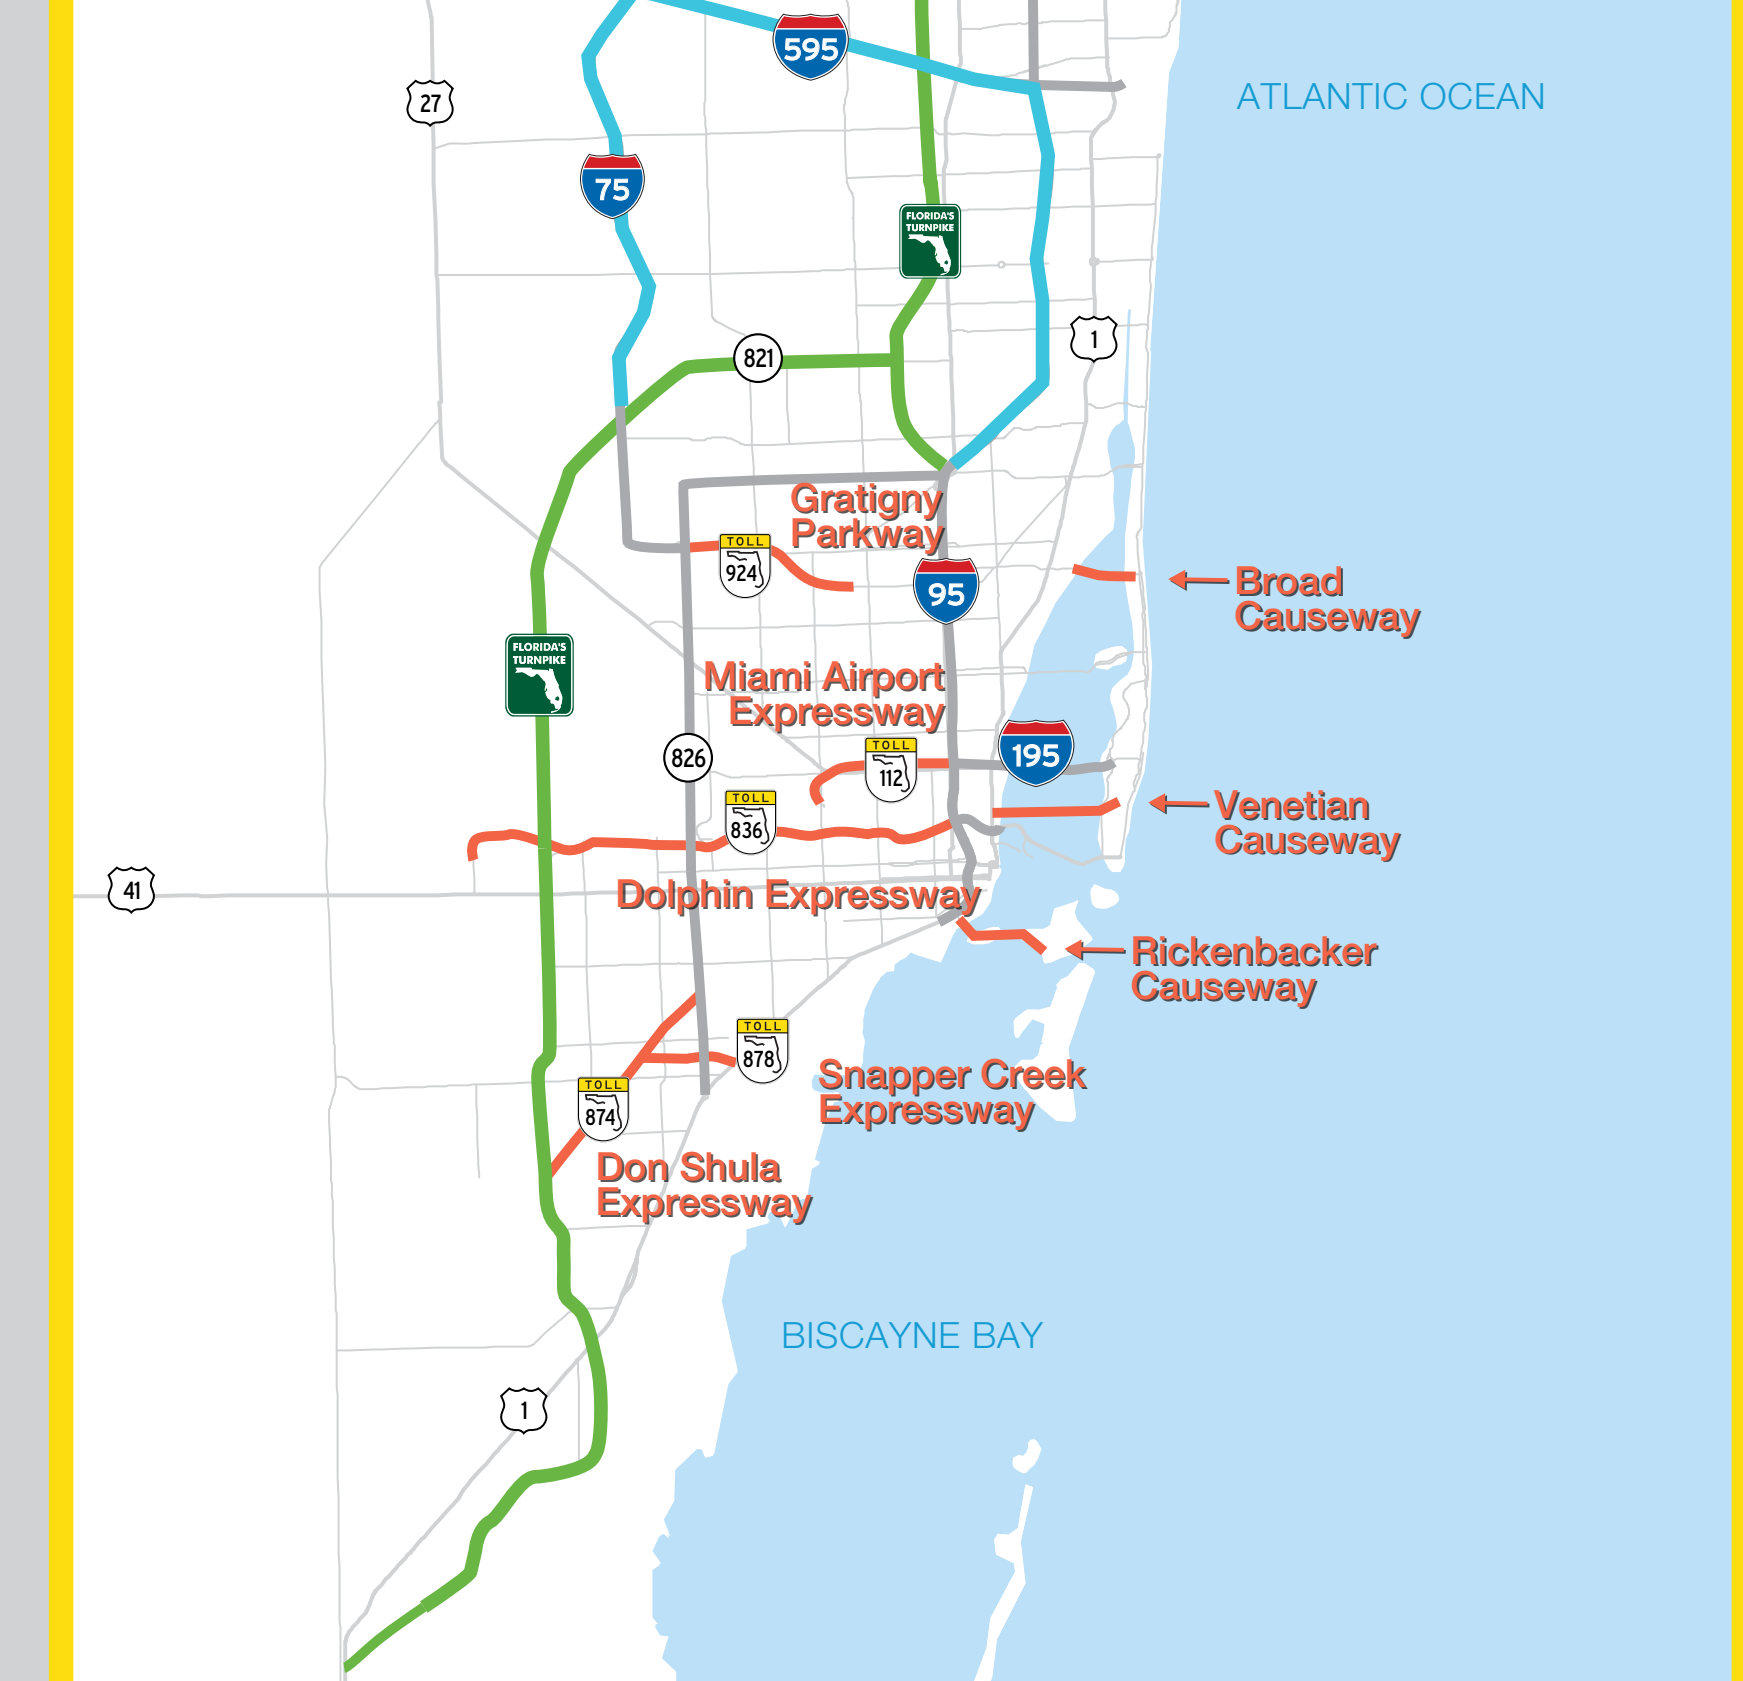 595
ATLANTIC OCEAN
27
75
FLORIDA'S
TURNPIKE
1
821
Gratigny
Parkway
TOLL
924
95
Broad
Causeway
FLORIDA'S
TURNPIKE
Miami Airport
Expressway
195
826
TOLL
112
TOLL
836
Venetian
Causeway
41
Dolphin Expressway
Rickenbacker
Causeway
TOLL
878
Snapper Creek
Expressway
TOLL
874
Don Shula
Expressway
BISCAYNE BAY
1